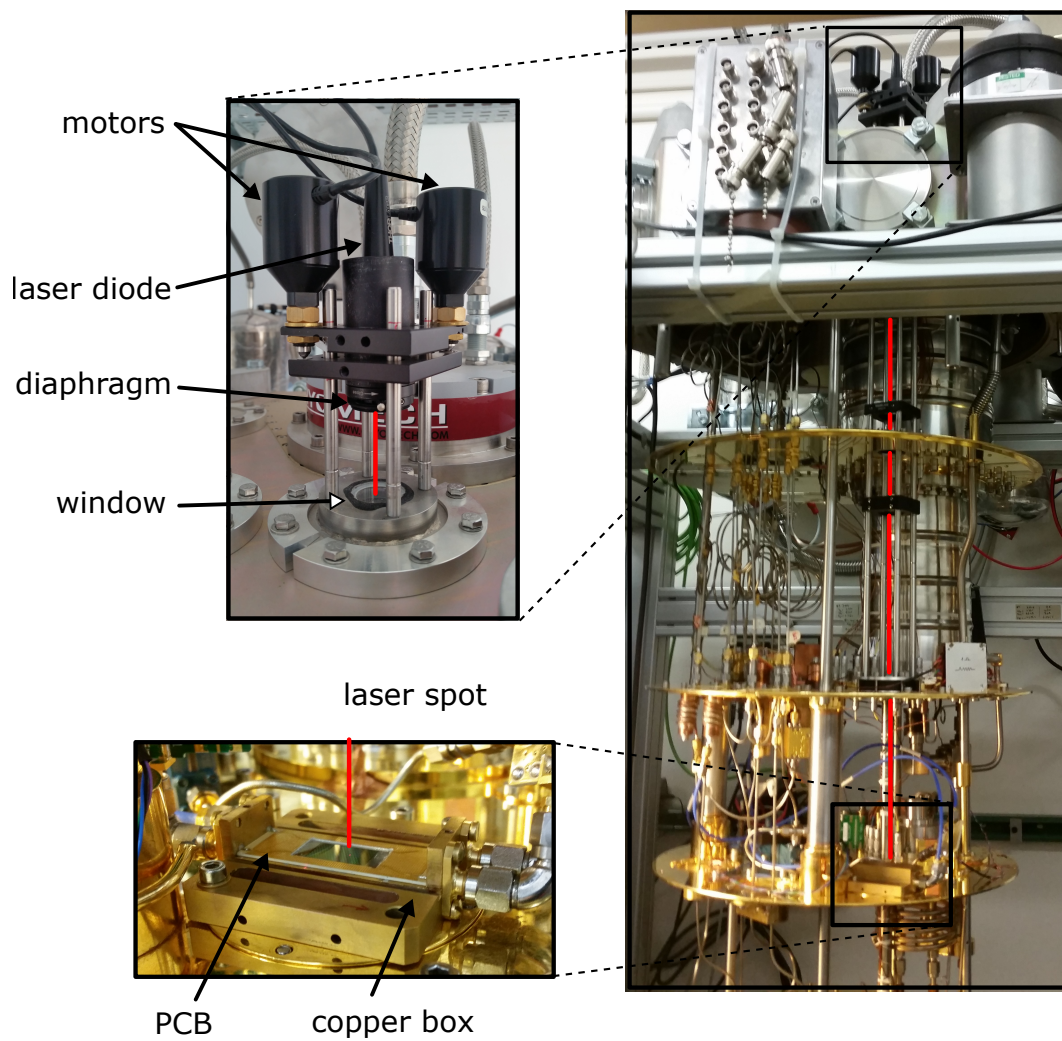 motors
laser diode
diaphragm
window
laser spot
PCB
copper box